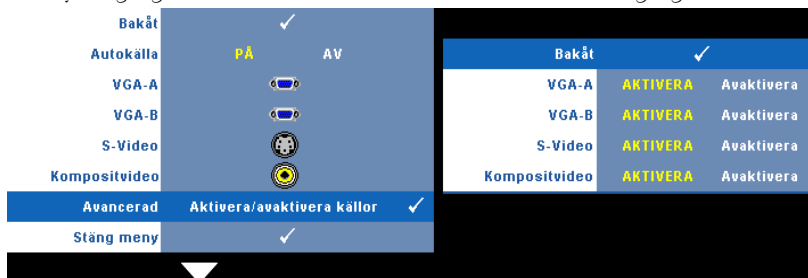 Bakåt
Autokälla PÅ AV
VGA-A
VGA-B
S-Video
Kompositvideo
Avancerad Aktivera/avaktivera källor
Stäng meny
Bakåt
VGA-A AKTIVERA Avaktivera
VGA-B AKTIVERA Avaktivera
S-Video AKTIVERA Avaktivera
Kompositvideo AKTIVERA Avaktivera